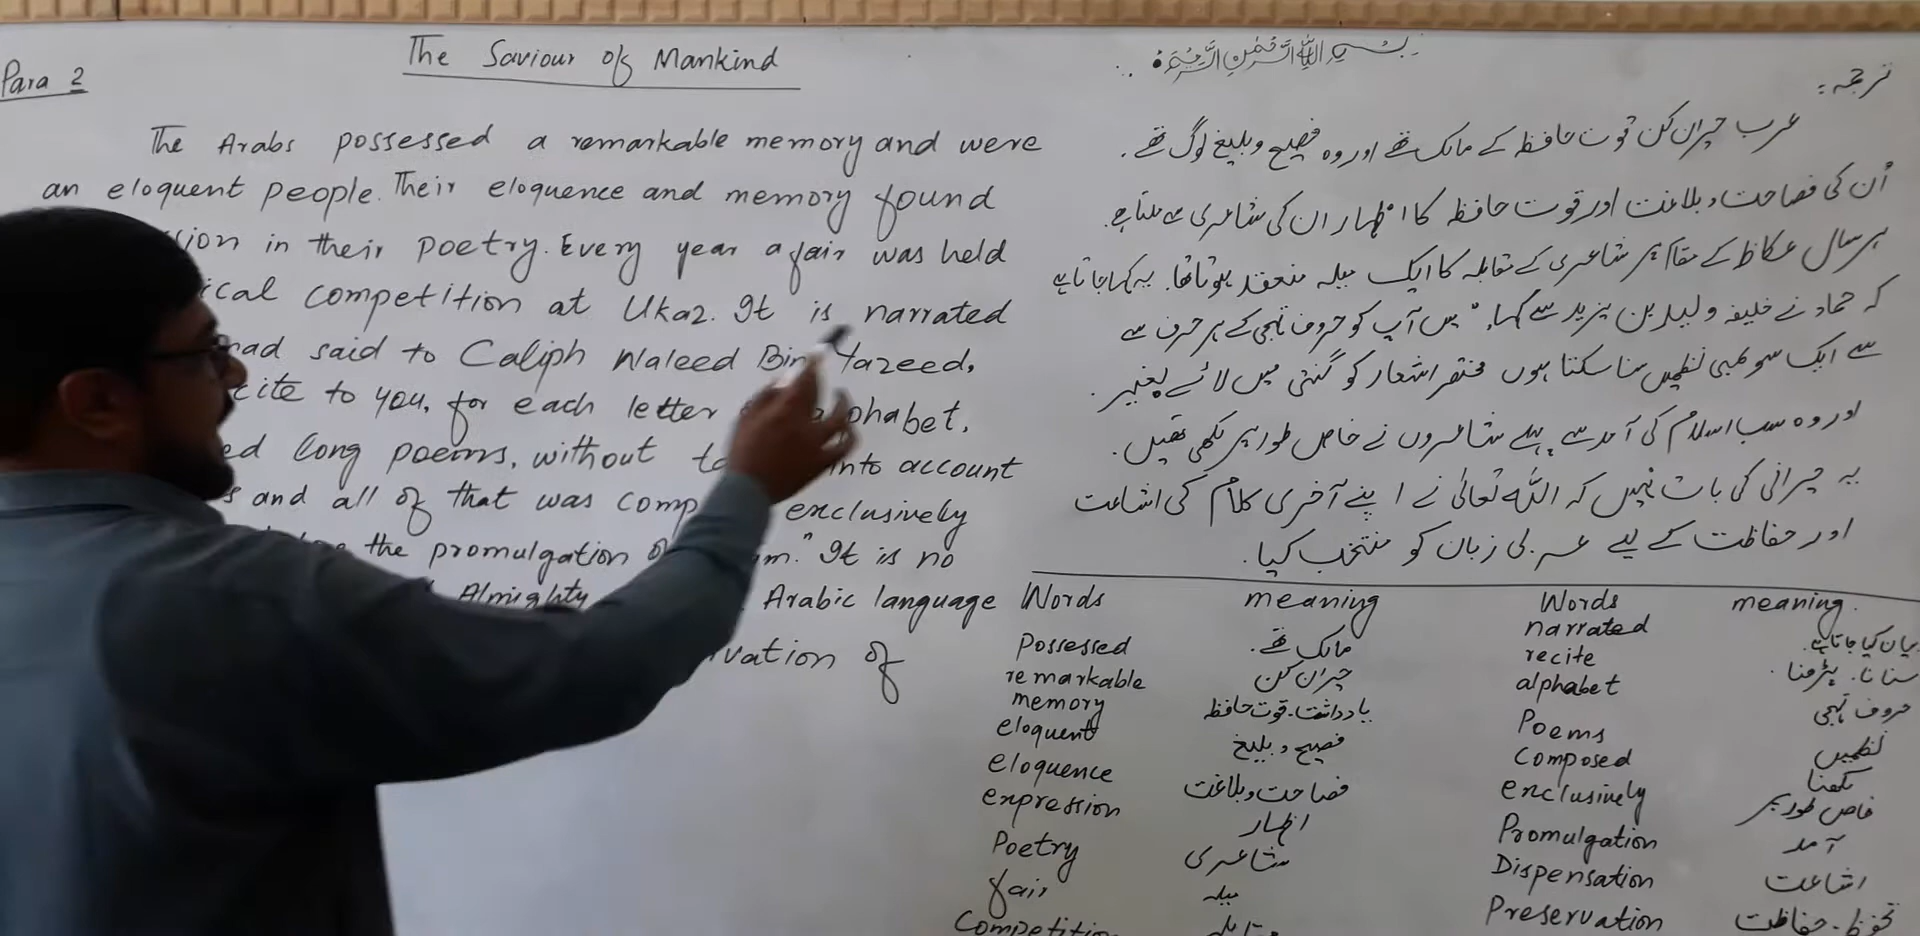 The Saviour of Mankind
Para 2
The Arabs possessed a remarkable memory and were
an eloquent people. Their eloquence and memory found
in their poetry. Every year a fair was held
competition at Ukaz. It is narrated
said to Caliph Waleed Bin Yazeed,
to you, for each letter
long poems, without into account
and all of that was exclusively
the promulgation "It is no
Almighty Arabic language
of
بسم الله الرحمن الرحيم
ترجمہ:
عرب حیران کن قوت حافظہ کے مالک تھے اور وہ فصیح و بلیغ لوگ تھے.
اُن کی فصاحت و بلاغت اور قوت حافظہ کا اظہار ان کی شاعری سے ملتا ہے.
ہر سال عکاظ کے مقام پر شاعری کے مقابلہ کا ایک میلہ منعقد ہوتا تھا. یہ کہا جاتا ہے
کہ حماد نے خلیفہ ولید بن یزید سے کہا، "میں آپ کو حروف تہجی کے ہر حرف سے
سے ایک سو لمبی نظمیں سنا سکتا ہوں مختصر اشعار کو گنتی میں لائے بغیر.
اور وہ سب اسلام کی آمد سے پہلے شاعروں نے خاص طور پر لکھی تھیں.
یہ حیرانی کی بات نہیں کہ اللہ تعالیٰ نے اپنے آخری کلام کی اشاعت
اور حفاظت کے لیے عربی زبان کو منتخب کیا.
Words meaning Words meaning.
Possessed مالک تھے. narrated بیان کیا جاتا ہے.
remarkable حیران کن recite سنانا. پڑھنا
memory یادداشت. قوت حافظہ alphabet حروف تہجی
eloquent فصیح و بلیغ Poems نظمیں
eloquence فصاحت و بلاغت Composed لکھنا
expression اظہار exclusively خاص طور پر
Poetry شاعری Promulgation آمد
fair میلہ Dispensation اشاعت
Preservation تحفظ. حفاظت